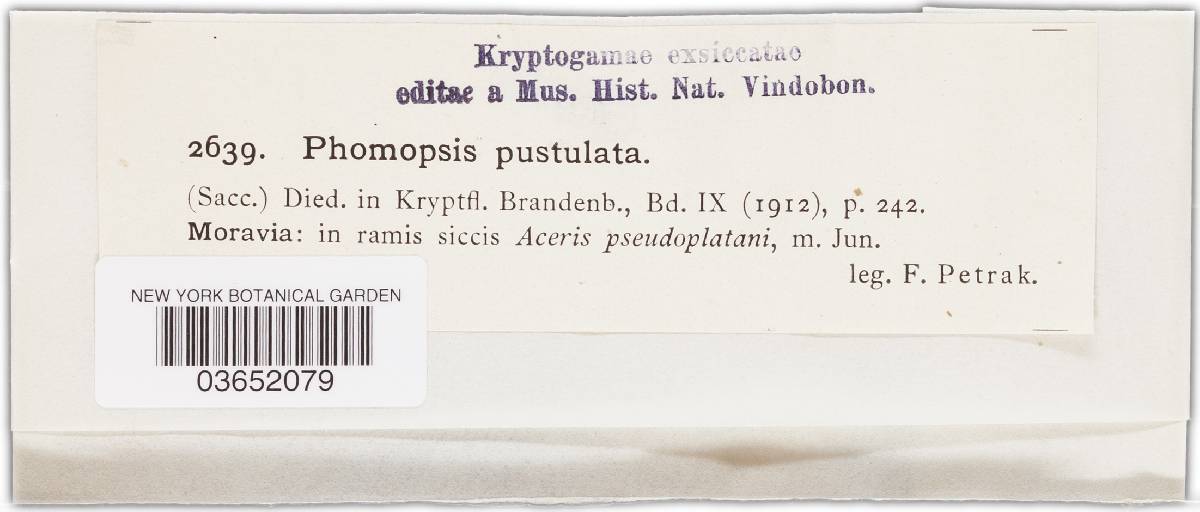 Kryptogamae exsiccatae
editae a Mus. Hist. Nat. Vindobon.
2639. Phomopsis pustulata.
(Sacc.) Died. in Kryptfl. Brandenb., Bd. IX (1912), p. 242.
Moravia: in ramis siccis Aceris pseudoplatani, m. Jun.
leg. F. Petrak.
NEW YORK BOTANICAL GARDEN
03652079